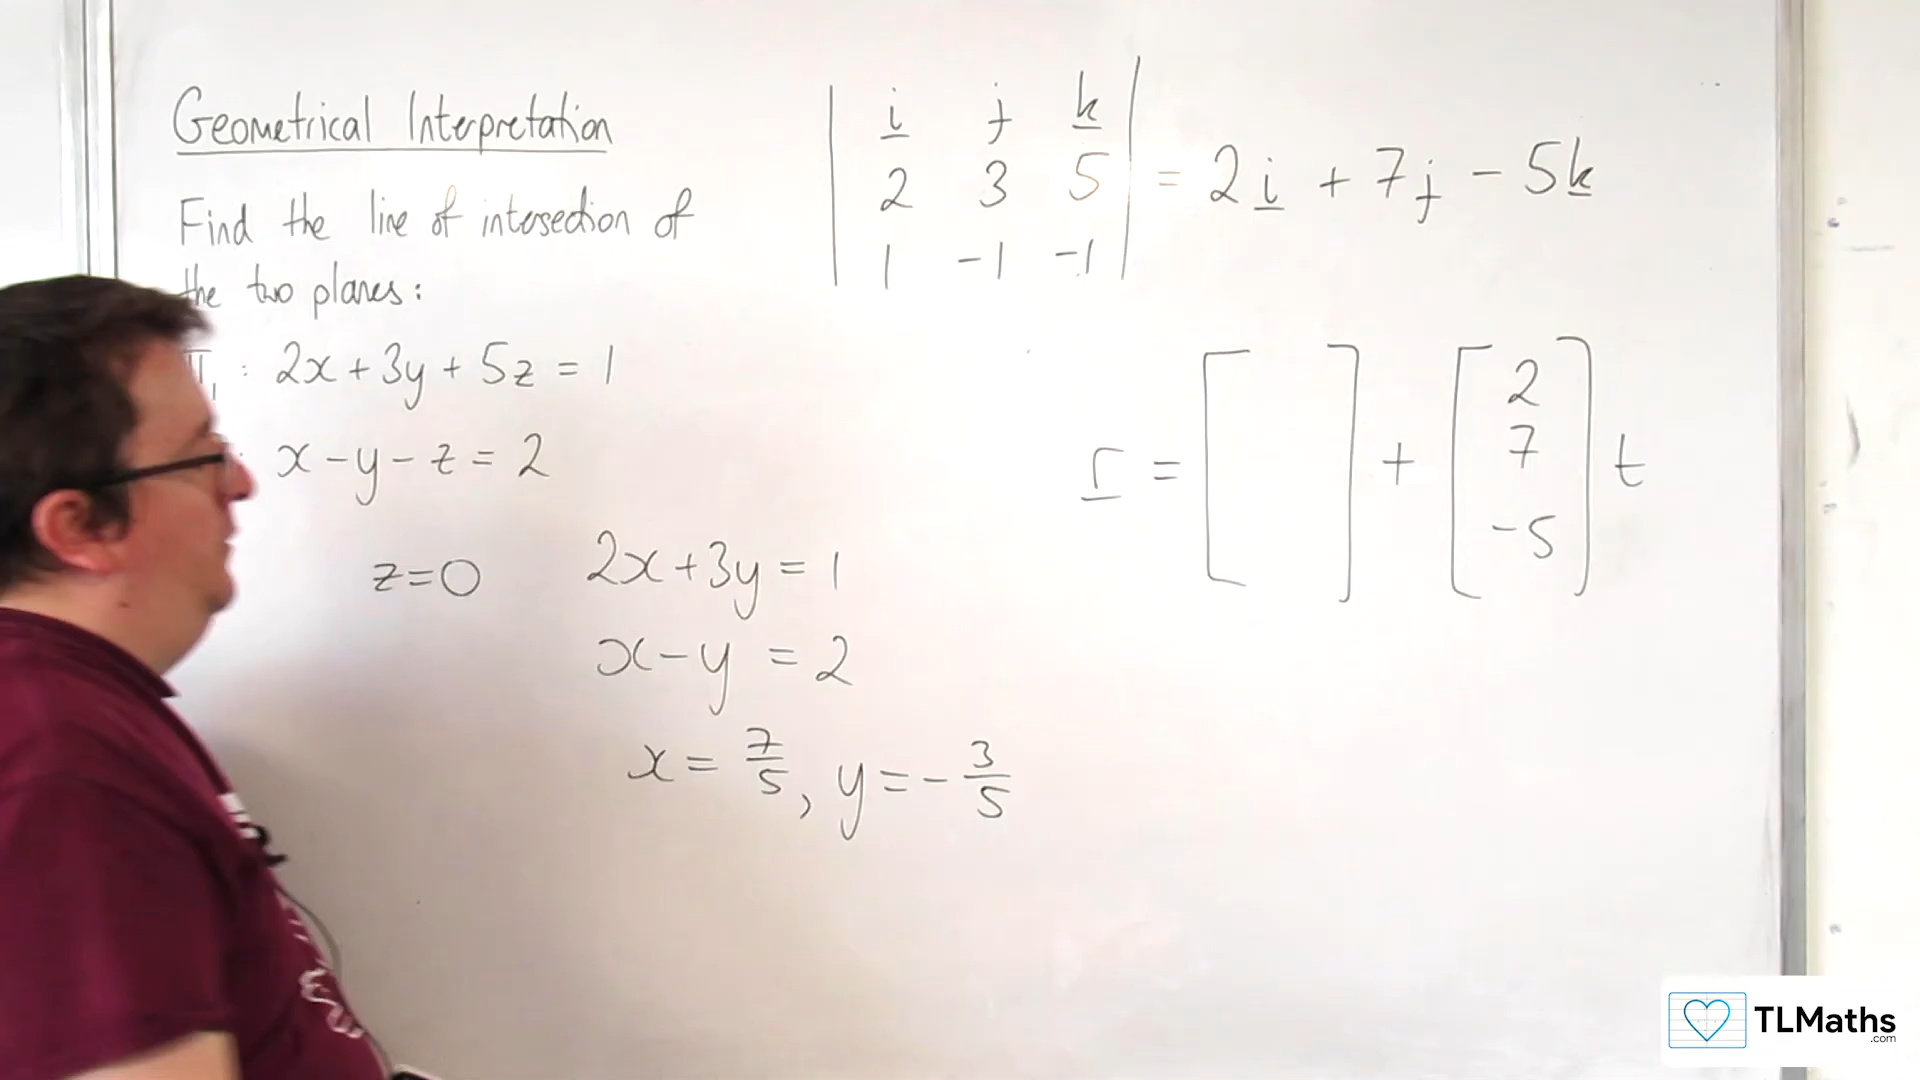 Geometrical Interpretation
Find the line of intersection of
the two planes:
Π₁ : 2x + 3y + 5z = 1
: x - y - z = 2
z = 0
2x + 3y = 1
x - y = 2
x = 7/5, y = - 3/5
| i j k |
| 2 3 5 | = 2i + 7j - 5k
| 1 -1 -1 |
r = [ ] + [ 2 7 -5 ] t
TLMaths
.com